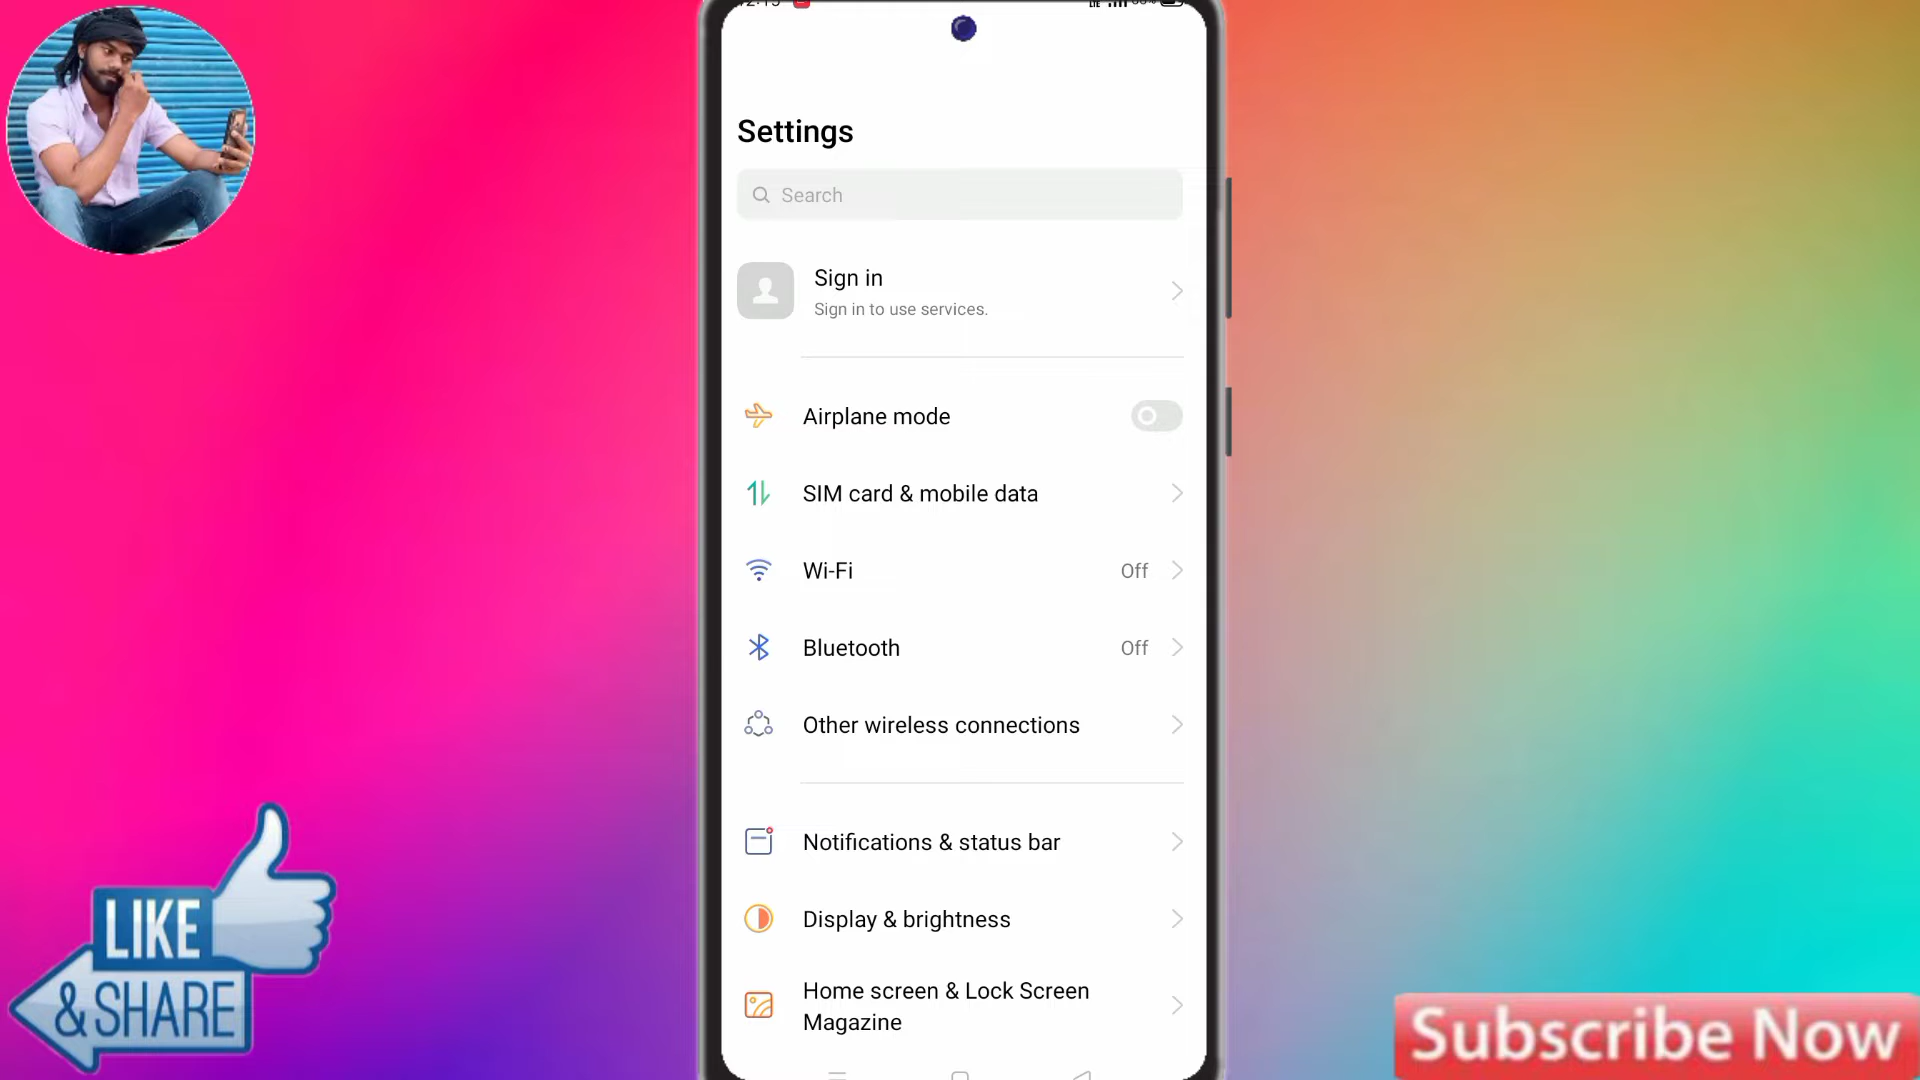 Settings
Search
Sign in
Sign in to use services.
Airplane mode
SIM card & mobile data
Wi-Fi
Off
Bluetooth
Off
Other wireless connections
Notifications & status bar
Display & brightness
Home screen & Lock Screen
Magazine
LIKE
& SHARE
Subscribe Now